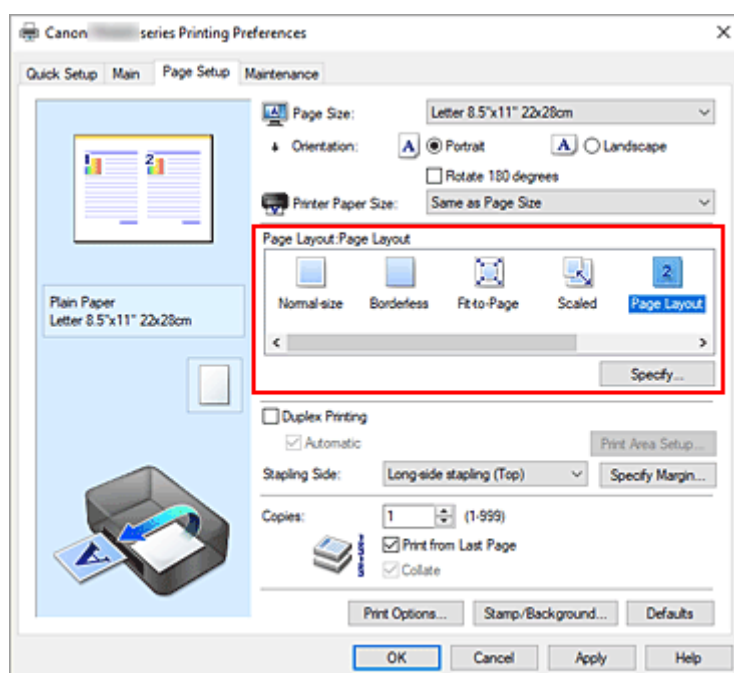 Canon series Printing Preferences
Quick Setup Main Page Setup Maintenance
1 2
Plain Paper
Letter 8.5"x11" 22x28cm
Page Size: Letter 8.5"x11" 22x28cm
Orientation: A Portrait A Landscape
Rotate 180 degrees
Printer Paper Size: Same as Page Size
Page Layout:Page Layout
2
Normal-size Borderless Fit-to-Page Scaled Page Layout
Specify...
Duplex Printing
Automatic Print Area Setup...
Stapling Side: Long-side stapling (Top) Specify Margin...
Copies: 1 (1-999)
Print from Last Page
Collate
Print Options... Stamp/Background... Defaults
OK Cancel Apply Help